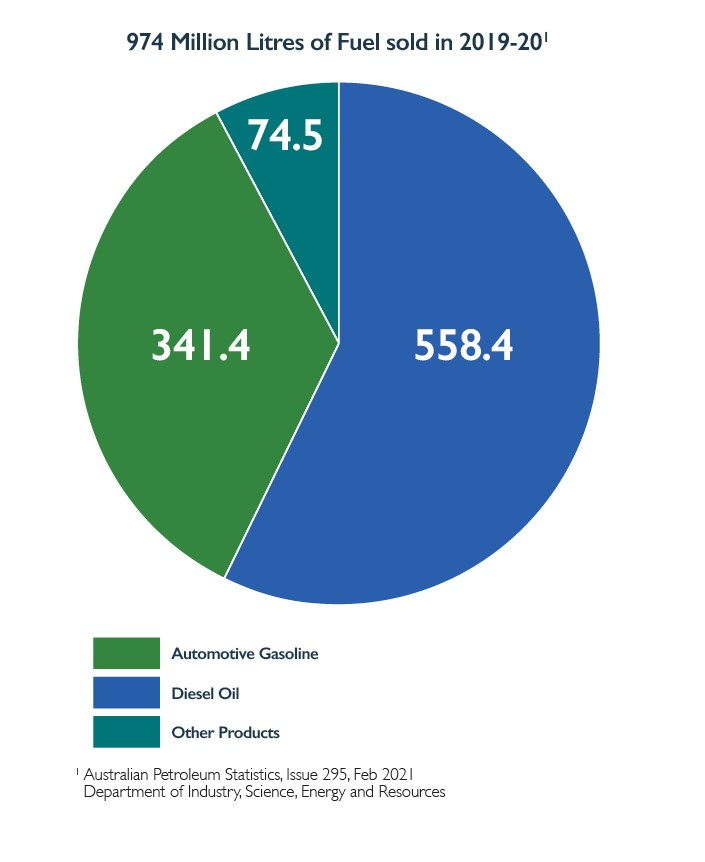 974 Million Litres of Fuel sold in 2019-20¹
74.5
341.4
558.4
Automotive Gasoline
Diesel Oil
Other Products
¹ Australian Petroleum Statistics, Issue 295, Feb 2021
Department of Industry, Science, Energy and Resources